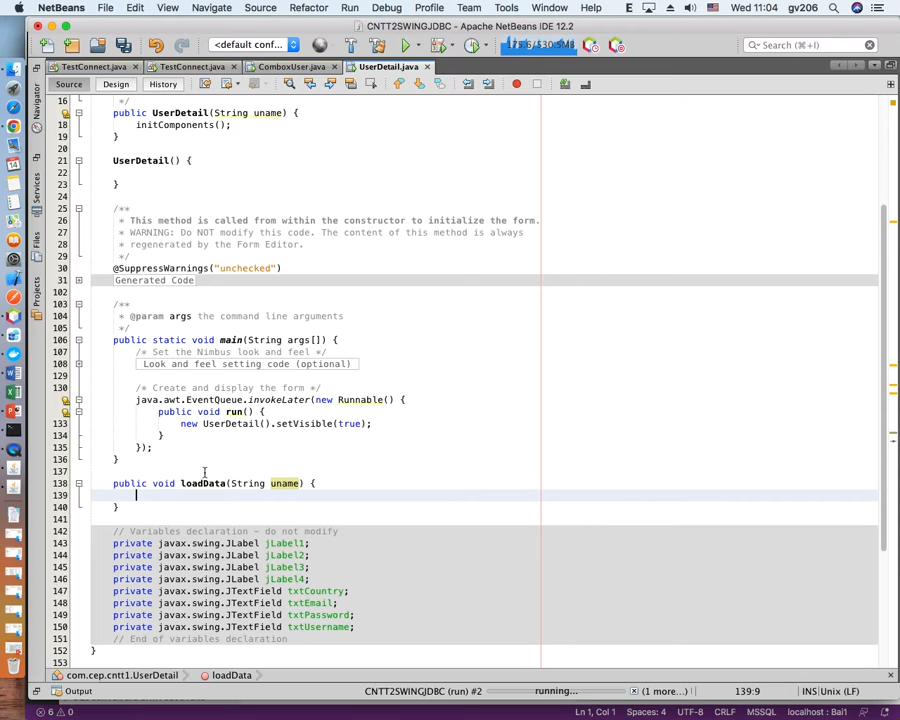 NetBeans File Edit View Navigate Source Refactor Run Debug Profile Team Tools Window Help Wed 11:04 gv206
CNTT2SWINGJDBC - Apache NetBeans IDE 12.2
<default conf... 175.6/530.5MB Search (⌘+I)
TestConnect.java TestConnect.java ComboxUser.java UserDetail.java
Source Design History
Navigator
Services
Files
Projects
16 */
public UserDetail(String uname) {
18 initComponents();
19 }
20
21 UserDetail() {
22
23 }
24
25 /**
26 * This method is called from within the constructor to initialize the form.
27 * WARNING: Do NOT modify this code. The content of this method is always
28 * regenerated by the Form Editor.
29 */
30 @SuppressWarnings("unchecked")
31 Generated Code
102
103 /**
104 * @param args the command line arguments
105 */
106 public static void main(String args[]) {
107 /* Set the Nimbus look and feel */
108 Look and feel setting code (optional)
129
130 /* Create and display the form */
java.awt.EventQueue.invokeLater(new Runnable() {
public void run() {
133 new UserDetail().setVisible(true);
134 }
135 });
136 }
137
138 public void loadData(String uname) {
139
140 }
141
142 // Variables declaration - do not modify
143 private javax.swing.JLabel jLabel1;
144 private javax.swing.JLabel jLabel2;
145 private javax.swing.JLabel jLabel3;
146 private javax.swing.JLabel jLabel4;
147 private javax.swing.JTextField txtCountry;
148 private javax.swing.JTextField txtEmail;
149 private javax.swing.JTextField txtPassword;
150 private javax.swing.JTextField txtUsername;
151 // End of variables declaration
152 }
153
com.cep.cntt1.UserDetail loadData
Output CNTT2SWINGJDBC (run) #2 running... (1 more...) 139:9 INS Unix (LF)
6 0 Ln 1, Col 1 Spaces: 4 UTF-8 CRLF MSSQL localhost : Bai1